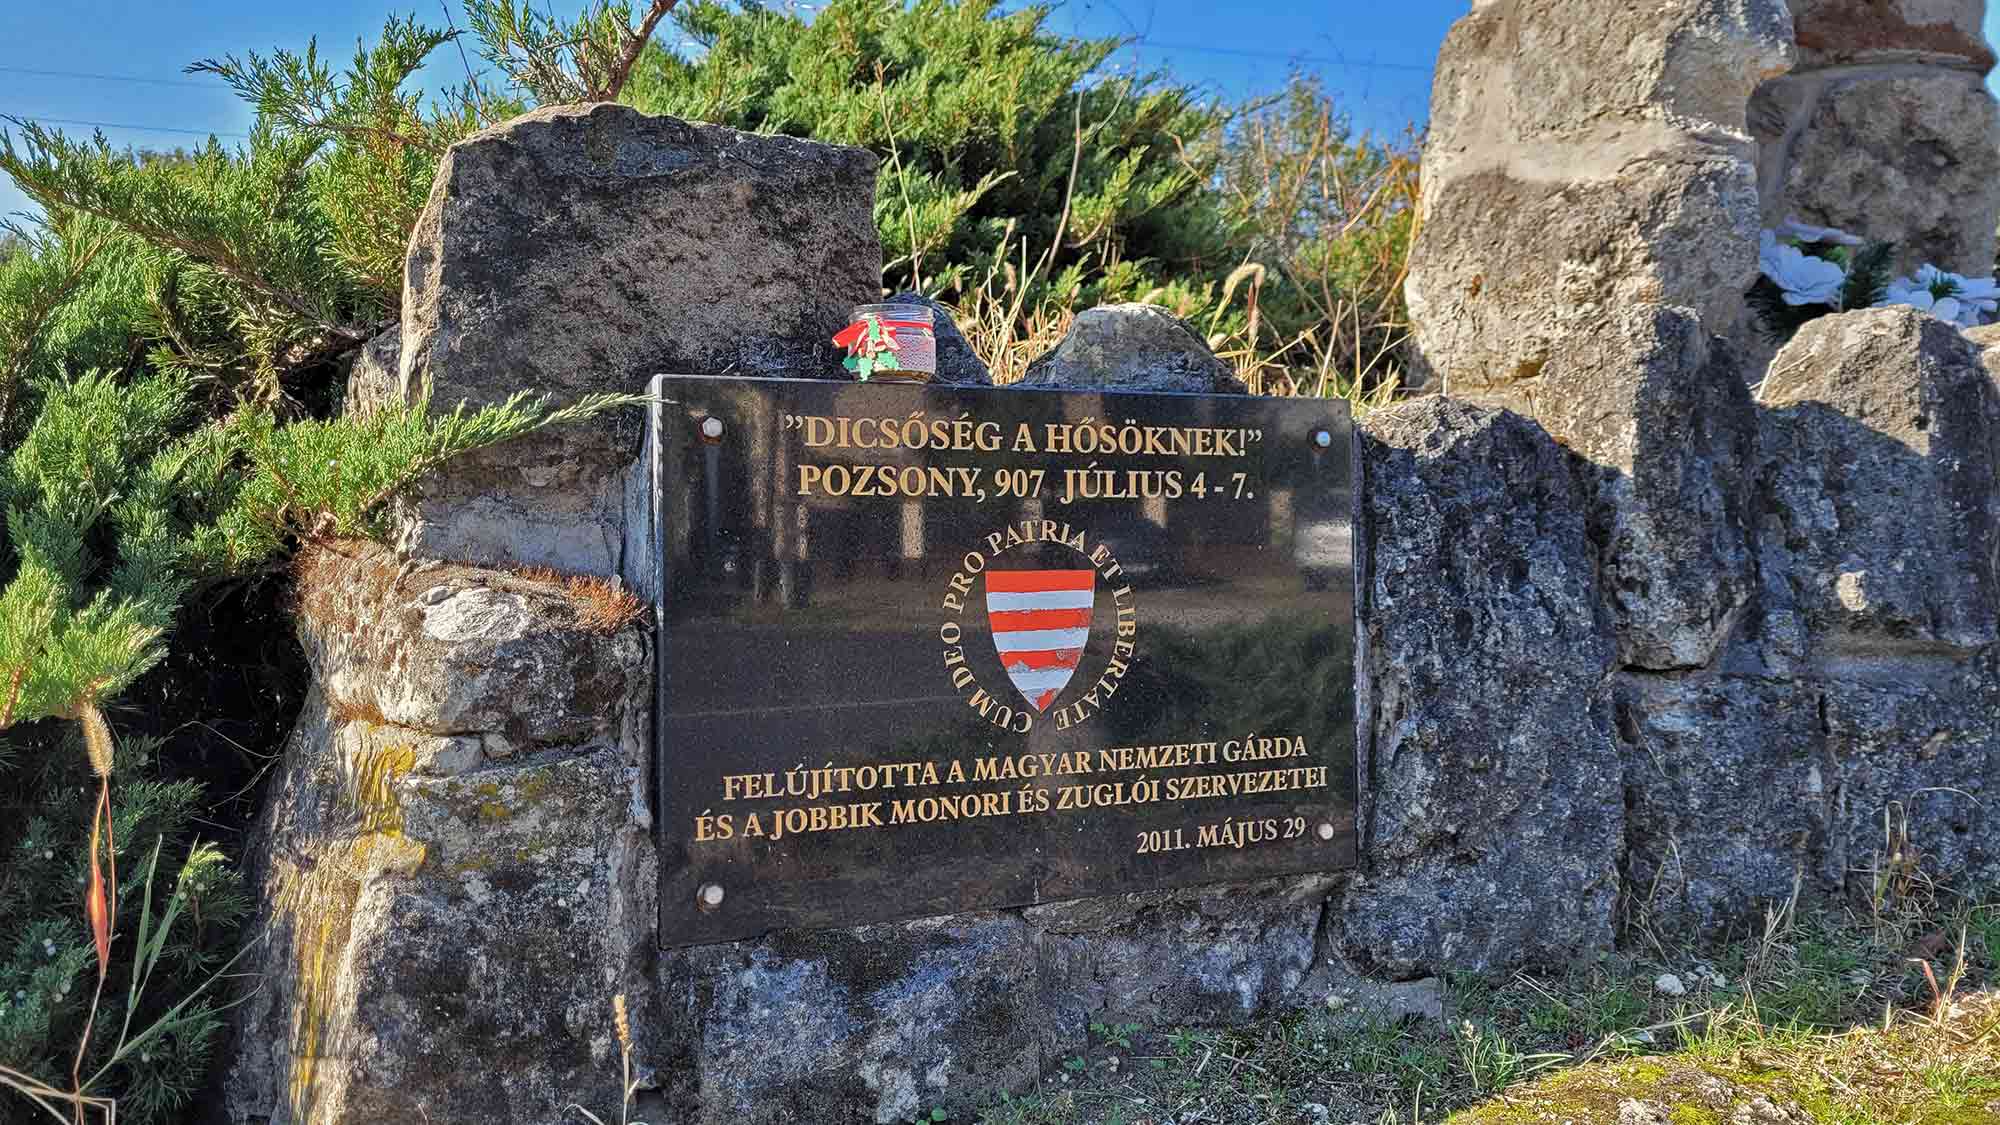 ”DICSŐSÉG A HŐSÖKNEK!”
POZSONY, 907 JÚLIUS 4 - 7.
CUM DEO PRO PATRIA ET LIBERTATE
FELÚJÍTOTTA A MAGYAR NEMZETI GÁRDA
ÉS A JOBBIK MONORI ÉS ZUGLÓI SZERVEZETEI
2011. MÁJUS 29